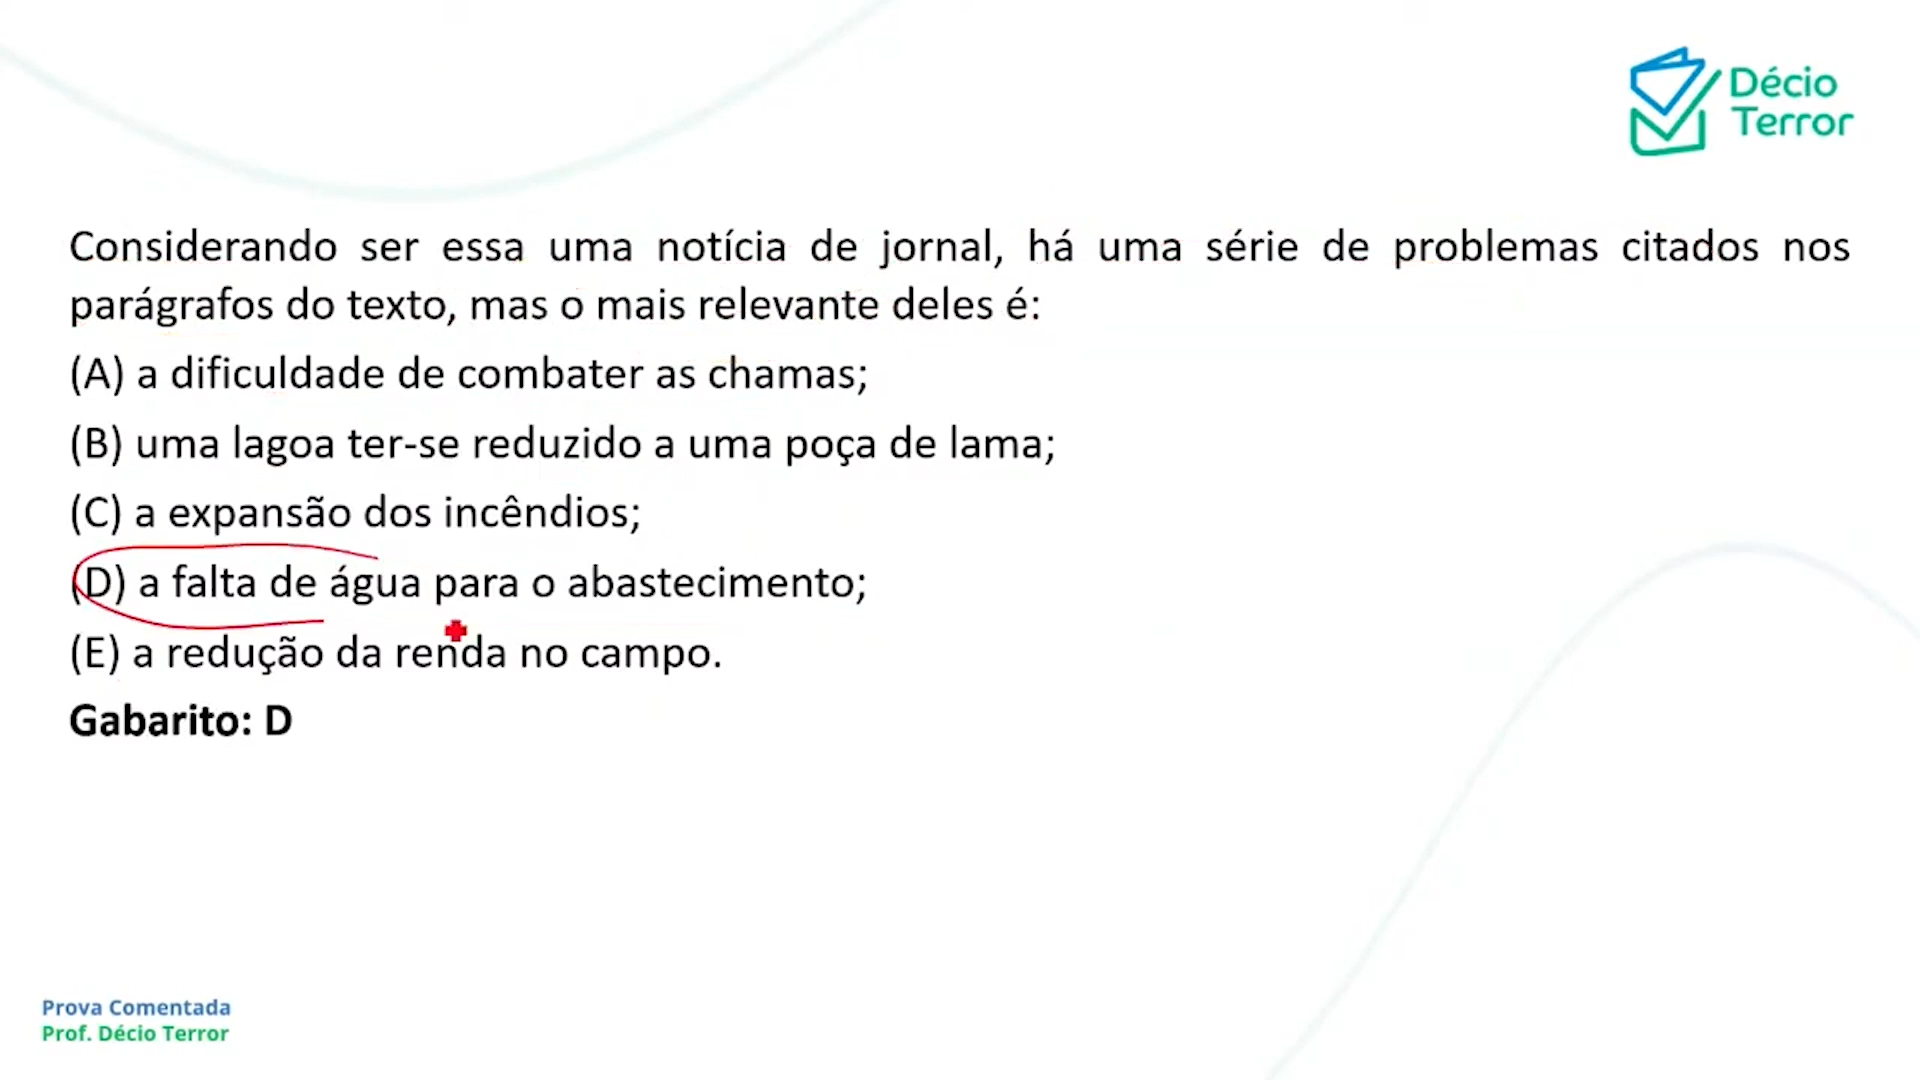 Décio
Terror
Considerando ser essa uma notícia de jornal, há uma série de problemas citados nos
parágrafos do texto, mas o mais relevante deles é:
(A) a dificuldade de combater as chamas;
(B) uma lagoa ter-se reduzido a uma poça de lama;
(C) a expansão dos incêndios;
(D) a falta de água para o abastecimento;
(E) a redução da renda no campo.
Gabarito: D
Prova Comentada
Prof. Décio Terror